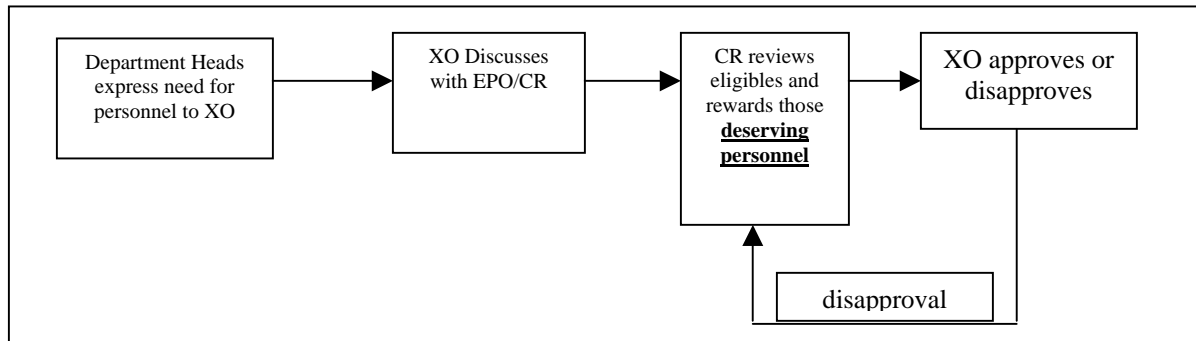 Department Heads
express need for
personnel to XO
XO Discusses
with EPO/CR
CR reviews
eligibles and
rewards those
deserving
personnel
XO approves or
disapproves
disapproval